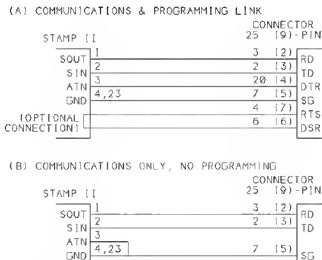 (A) COMMUNICATIONS & PROGRAMMING LINK
CONNECTOR
STAMP II 25 (9)-PIN
SOUT 1 3 (2) RD
SIN 2 2 (3) TD
ATN 3 20 (4) DTR
GND 4,23 7 (5) SG
4 (7) RTS
(OPTIONAL CONNECTION) 6 (6) DSR
(B) COMMUNICATIONS ONLY, NO PROGRAMMING
CONNECTOR
STAMP II 25 (9)-PIN
SOUT 1 3 (2) RD
SIN 2 2 (3) TD
ATN 3
GND 4,23 7 (5) SG